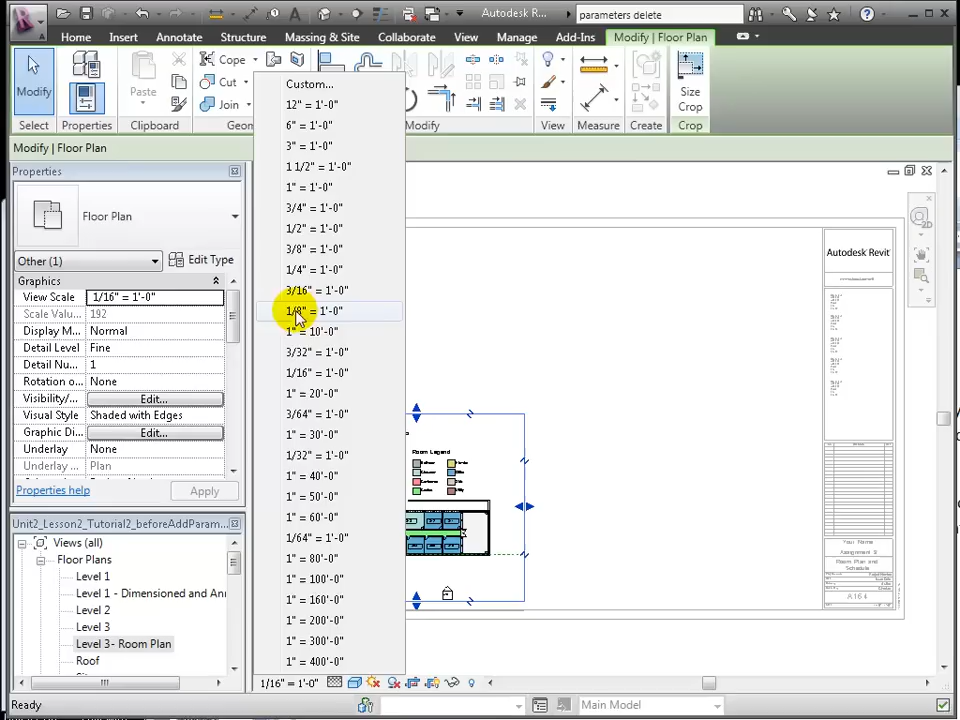 Autodesk R...
parameters delete
Home Insert Annotate Structure Massing & Site Collaborate View Manage Add-Ins Modify | Floor Plan
Modify
Paste
Cope
Cut
Join
Size
Crop
Select Properties Clipboard Geom Modify View Measure Create Crop
Modify | Floor Plan
Properties
Floor Plan
Other (1)
Edit Type
Graphics
View Scale 1/16" = 1'-0"
Scale Valu... 192
Display M... Normal
Detail Level Fine
Detail Nu... 1
Rotation o... None
Visibility/... Edit...
Visual Style Shaded with Edges
Graphic Di... Edit...
Underlay None
Underlay ... Plan
Properties help
Apply
Unit2_Lesson2_Tutorial2_beforeAddParam...
Views (all)
Floor Plans
Level 1
Level 1 - Dimensioned and Ann
Level 2
Level 3
Level 3- Room Plan
Roof
Custom...
12" = 1'-0"
6" = 1'-0"
3" = 1'-0"
1 1/2" = 1'-0"
1" = 1'-0"
3/4" = 1'-0"
1/2" = 1'-0"
3/8" = 1'-0"
1/4" = 1'-0"
3/16" = 1'-0"
1/8" = 1'-0"
1" = 10'-0"
3/32" = 1'-0"
1/16" = 1'-0"
1" = 20'-0"
3/64" = 1'-0"
1" = 30'-0"
1/32" = 1'-0"
1" = 40'-0"
1" = 50'-0"
1" = 60'-0"
1/64" = 1'-0"
1" = 80'-0"
1" = 100'-0"
1" = 160'-0"
1" = 200'-0"
1" = 300'-0"
1" = 400'-0"
1/16" = 1'-0"
Room Legend
2D
Autodesk Revit
Your Name
Room Plan and
Schedule
Ready
Main Model